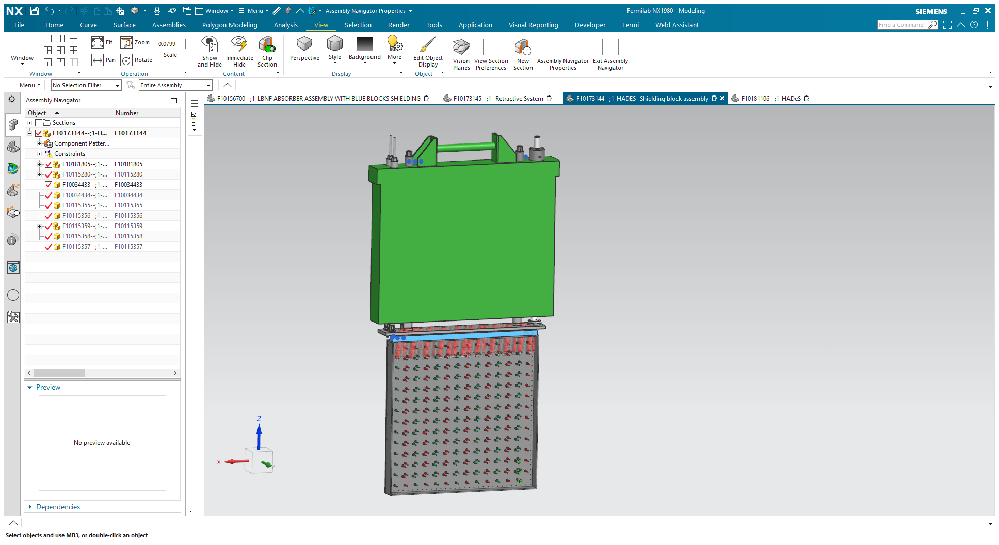 NX Window Menu Assembly Navigator Properties Fermilab NX1980 - Modeling SIEMENS
File Home Curve Surface Assemblies Polygon Modeling Analysis View Selection Render Tools Application Visual Reporting Developer Fermi Weld Assistant Find a Command
Window Fit Zoom 0.0799 Pan Rotate Scale Show and Hide Immediate Hide Clip Section Perspective Style Background More Edit Object Display Vision Planes View Section Preferences New Section Assembly Navigator Properties Exit Assembly Navigator
Window Operation Content Display Object
Menu No Selection Filter Entire Assembly
Assembly Navigator
Menu
F10156700--;1-LBNF ABSORBER ASSEMBLY WITH BLUE BLOCKS SHIELDING F10173145--;1- Retractive System F10173144--;1-HADES- Shielding block assembly F10181106--;1-HADeS
Object Number
Sections
F10173144--;1-H... F10173144
Component Patter...
Constraints
F10181805--;1-... F10181805
F10115280--;1-... F10115280
F10034433--;1-... F10034433
F10034434--;1-... F10034434
F10115355--;1-... F10115355
F10115356--;1-... F10115356
F10115359--;1-... F10115359
F10115358--;1-... F10115358
F10115357--;1-... F10115357
Preview
No preview available
Dependencies
Z
X
Y
Select objects and use MB3, or double-click an object